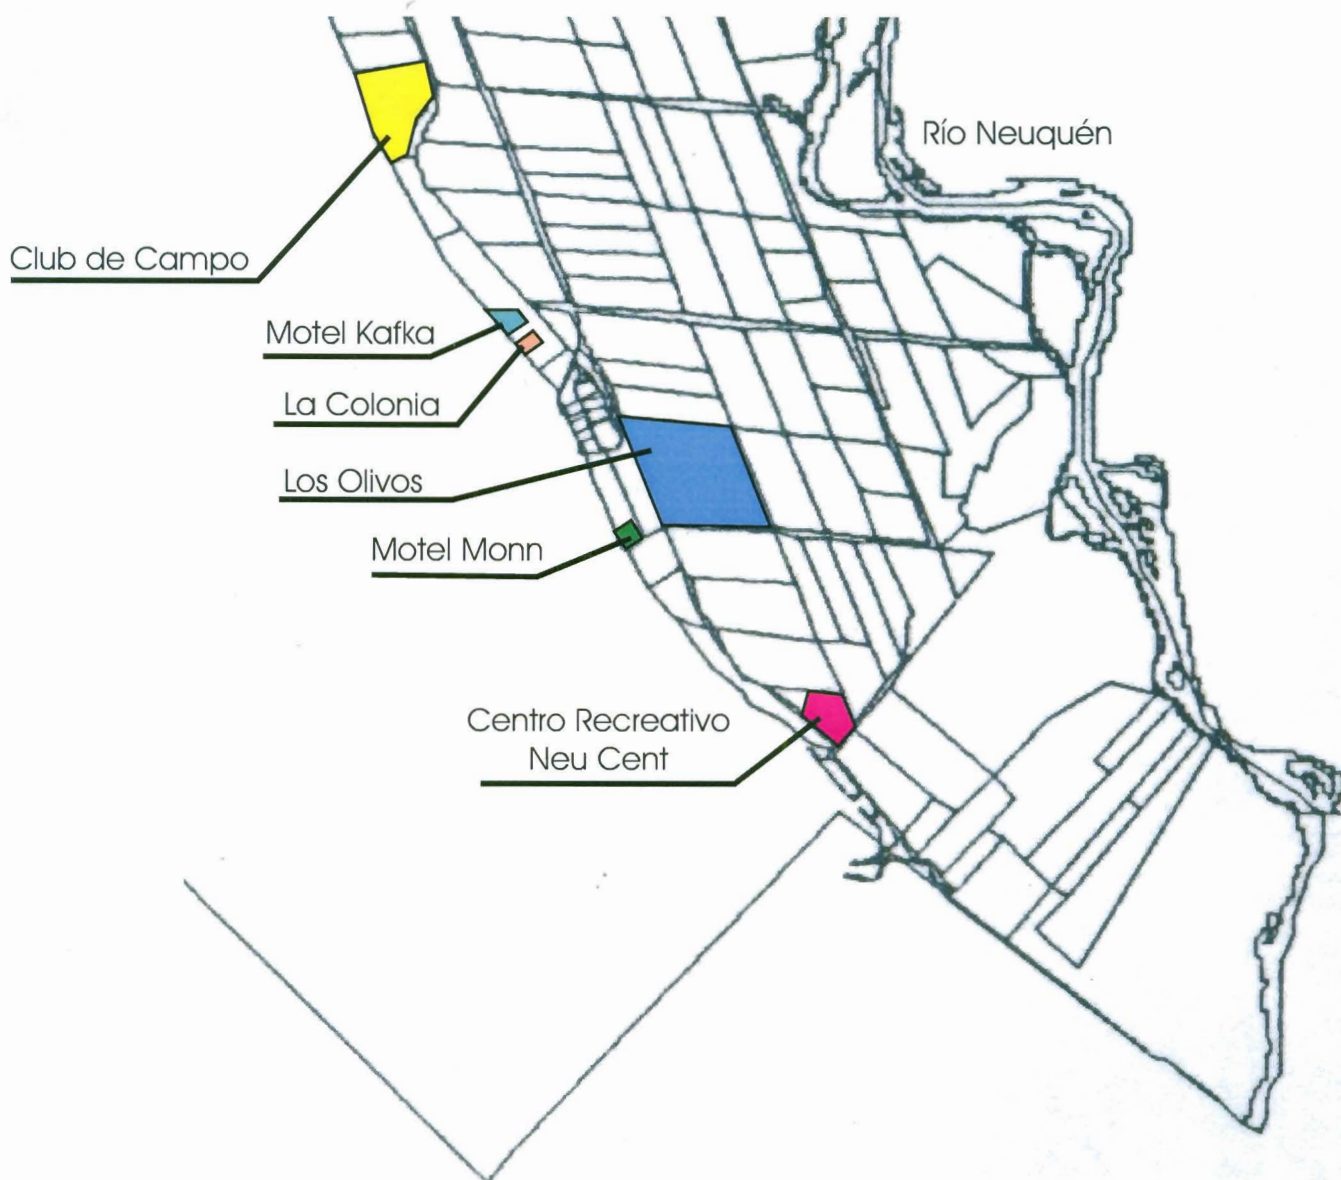 Río Neuquén
Club de Campo
Motel Kafka
La Colonia
Los Olivos
Motel Monn
Centro Recreativo
Neu Cent